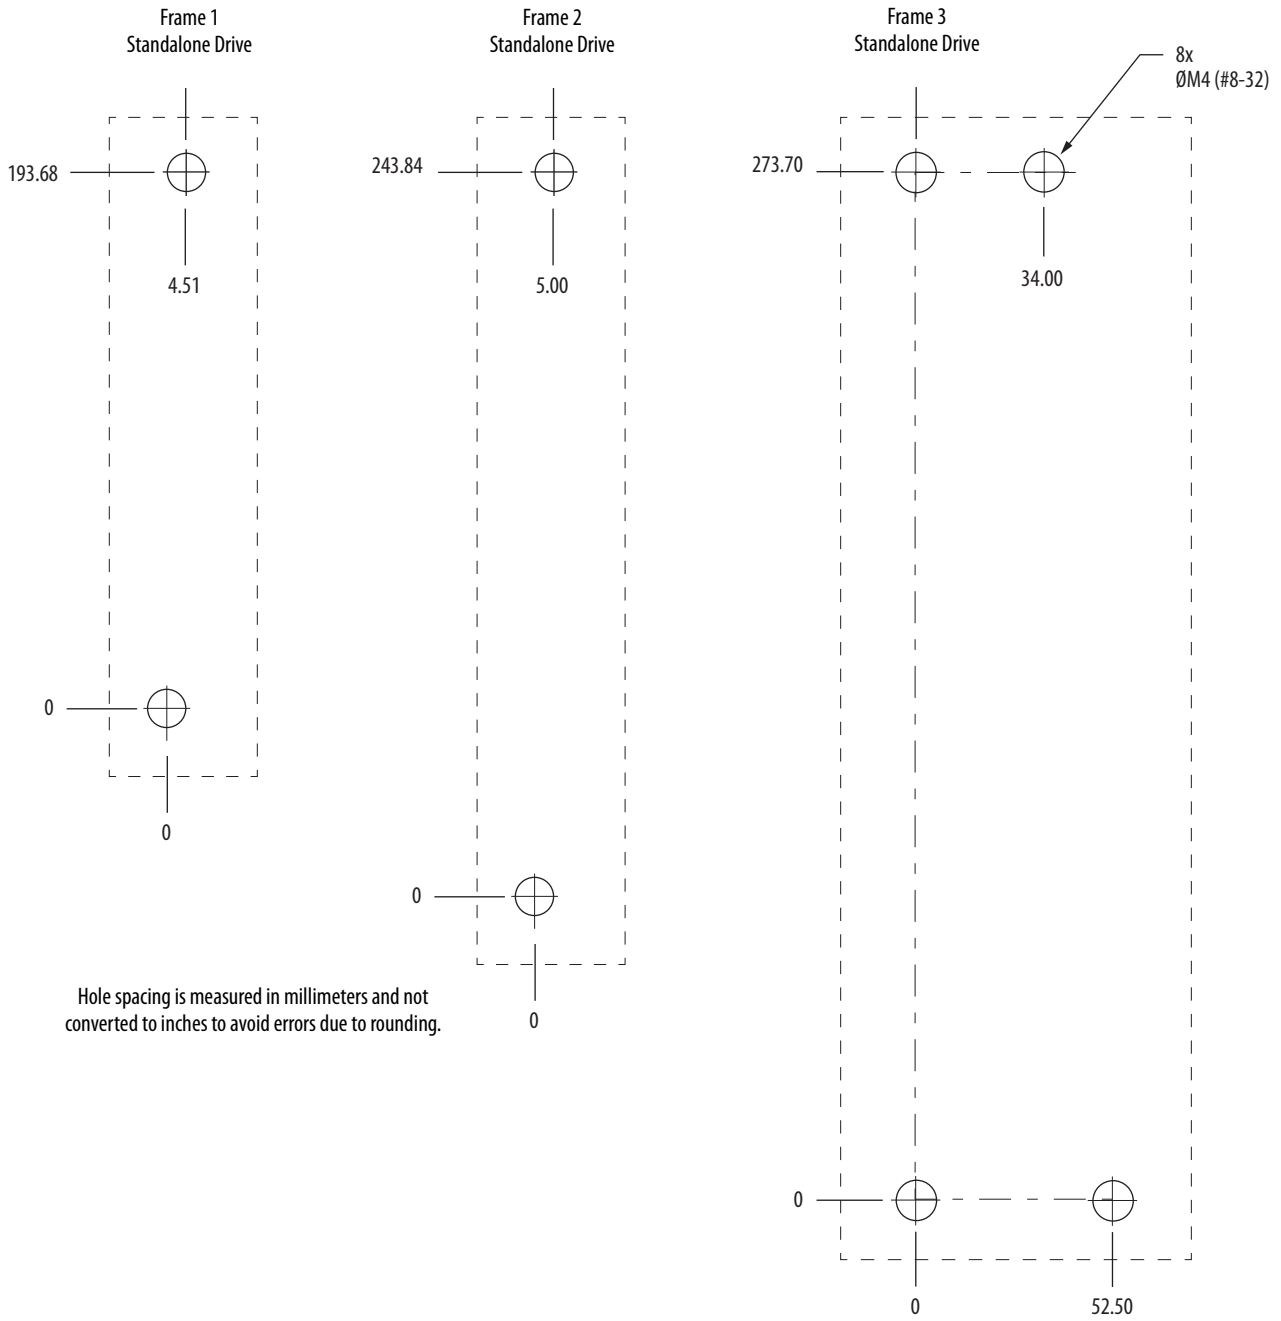 Frame 1
Standalone Drive
Frame 2
Standalone Drive
Frame 3
Standalone Drive
8x
ØM4 (#8-32)
193.68
243.84
273.70
4.51
5.00
34.00
0
0
0
0
Hole spacing is measured in millimeters and not
converted to inches to avoid errors due to rounding.
0
0
52.50